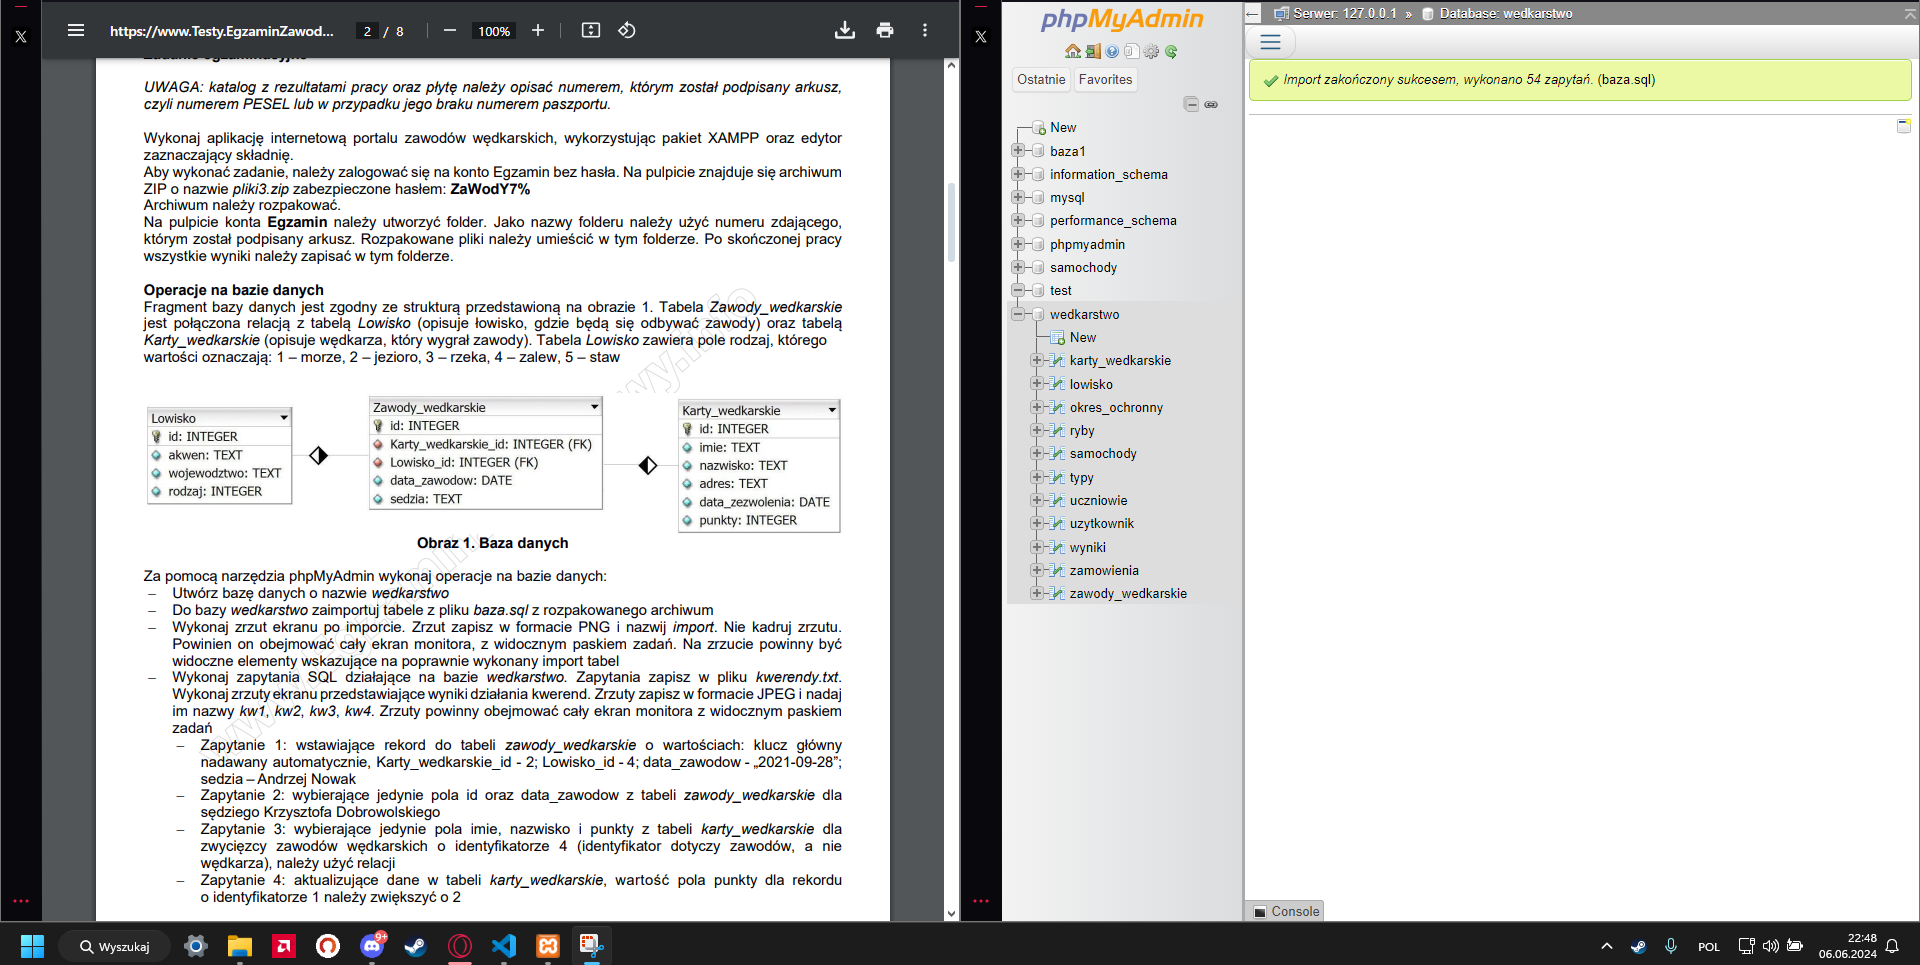 https://www.Testy.EgzaminZawod...
2 / 8
100%
UWAGA: katalog z rezultatami pracy oraz płytę należy opisać numerem, którym został podpisany arkusz,
czyli numerem PESEL lub w przypadku jego braku numerem paszportu.
Wykonaj aplikację internetową portalu zawodów wędkarskich, wykorzystując pakiet XAMPP oraz edytor
zaznaczający składnię.
Aby wykonać zadanie, należy zalogować się na konto Egzamin bez hasła. Na pulpicie znajduje się archiwum
ZIP o nazwie pliki3.zip zabezpieczone hasłem: ZaWodY7%
Archiwum należy rozpakować.
Na pulpicie konta Egzamin należy utworzyć folder. Jako nazwy folderu należy użyć numeru zdającego,
którym został podpisany arkusz. Rozpakowane pliki należy umieścić w tym folderze. Po skończonej pracy
wszystkie wyniki należy zapisać w tym folderze.
Operacje na bazie danych
Fragment bazy danych jest zgodny ze strukturą przedstawioną na obrazie 1. Tabela Zawody_wedkarskie
jest połączona relacją z tabelą Lowisko (opisuje łowisko, gdzie będą się odbywać zawody) oraz tabelą
Karty_wedkarskie (opisuje wędkarza, który wygrał zawody). Tabela Lowisko zawiera pole rodzaj, którego
wartości oznaczają: 1 – morze, 2 – jezioro, 3 – rzeka, 4 – zalew, 5 – staw
Lowisko
id: INTEGER
akwen: TEXT
wojewodztwo: TEXT
rodzaj: INTEGER
Zawody_wedkarskie
id: INTEGER
Karty_wedkarskie_id: INTEGER (FK)
Lowisko_id: INTEGER (FK)
data_zawodow: DATE
sedzia: TEXT
Karty_wedkarskie
id: INTEGER
imie: TEXT
nazwisko: TEXT
adres: TEXT
data_zezwolenia: DATE
punkty: INTEGER
Obraz 1. Baza danych
Za pomocą narzędzia phpMyAdmin wykonaj operacje na bazie danych:
– Utwórz bazę danych o nazwie wedkarstwo
– Do bazy wedkarstwo zaimportuj tabele z pliku baza.sql z rozpakowanego archiwum
– Wykonaj zrzut ekranu po imporcie. Zrzut zapisz w formacie PNG i nazwij import. Nie kadruj zrzutu.
Powinien on obejmować cały ekran monitora, z widocznym paskiem zadań. Na zrzucie powinny być
widoczne elementy wskazujące na poprawnie wykonany import tabel
– Wykonaj zapytania SQL działające na bazie wedkarstwo. Zapytania zapisz w pliku kwerendy.txt.
Wykonaj zrzuty ekranu przedstawiające wyniki działania kwerend. Zrzuty zapisz w formacie JPEG i nadaj
im nazwy kw1, kw2, kw3, kw4. Zrzuty powinny obejmować cały ekran monitora z widocznym paskiem
zadań
– Zapytanie 1: wstawiające rekord do tabeli zawody_wedkarskie o wartościach: klucz główny
nadawany automatycznie, Karty_wedkarskie_id - 2; Lowisko_id - 4; data_zawodow - „2021-09-28”;
sedzia – Andrzej Nowak
– Zapytanie 2: wybierające jedynie pola id oraz data_zawodow z tabeli zawody_wedkarskie dla
sędziego Krzysztofa Dobrowolskiego
– Zapytanie 3: wybierające jedynie pola imie, nazwisko i punkty z tabeli karty_wedkarskie dla
zwycięzcy zawodów wędkarskich o identyfikatorze 4 (identyfikator dotyczy zawodów, a nie
wędkarza), należy użyć relacji
– Zapytanie 4: aktualizujące dane w tabeli karty_wedkarskie, wartość pola punkty dla rekordu
o identyfikatorze 1 należy zwiększyć o 2
phpMyAdmin
Ostatnie
Favorites
New
baza1
information_schema
mysql
performance_schema
phpmyadmin
samochody
test
wedkarstwo
New
karty_wedkarskie
lowisko
okres_ochronny
ryby
samochody
typy
uczniowie
uzytkownik
wyniki
zamowienia
zawody_wedkarskie
Serwer: 127.0.0.1 » Database: wedkarstwo
Import zakończony sukcesem, wykonano 54 zapytań. (baza.sql)
Console
Wyszukaj
9+
POL
22:48
06.06.2024